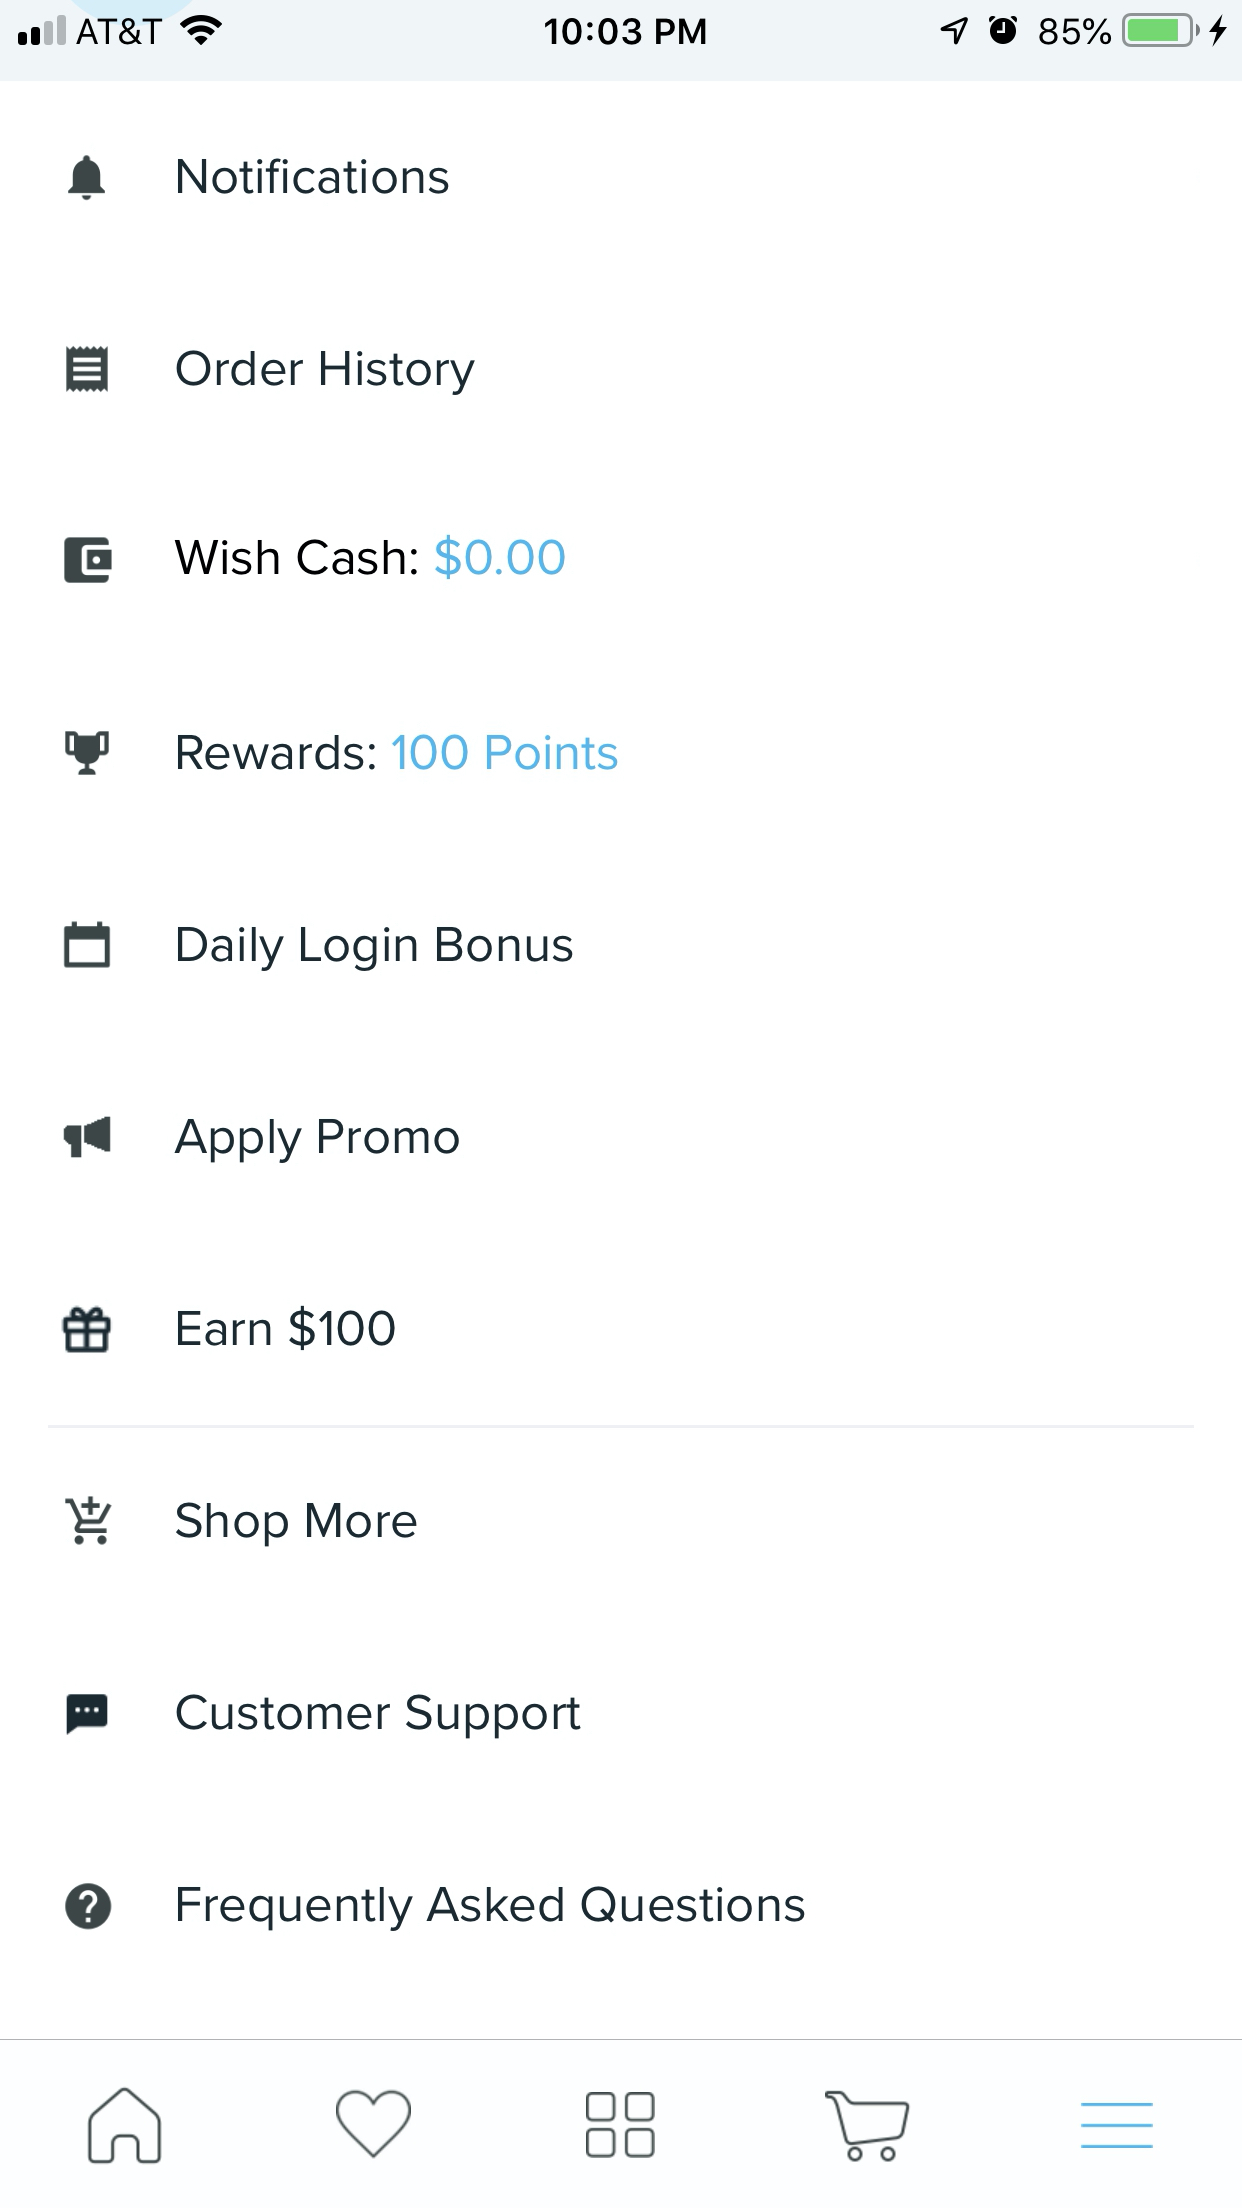 AT&T 10:03 PM 85%
Notifications
Order History
Wish Cash: $0.00
Rewards: 100 Points
Daily Login Bonus
Apply Promo
Earn $100
Shop More
Customer Support
Frequently Asked Questions